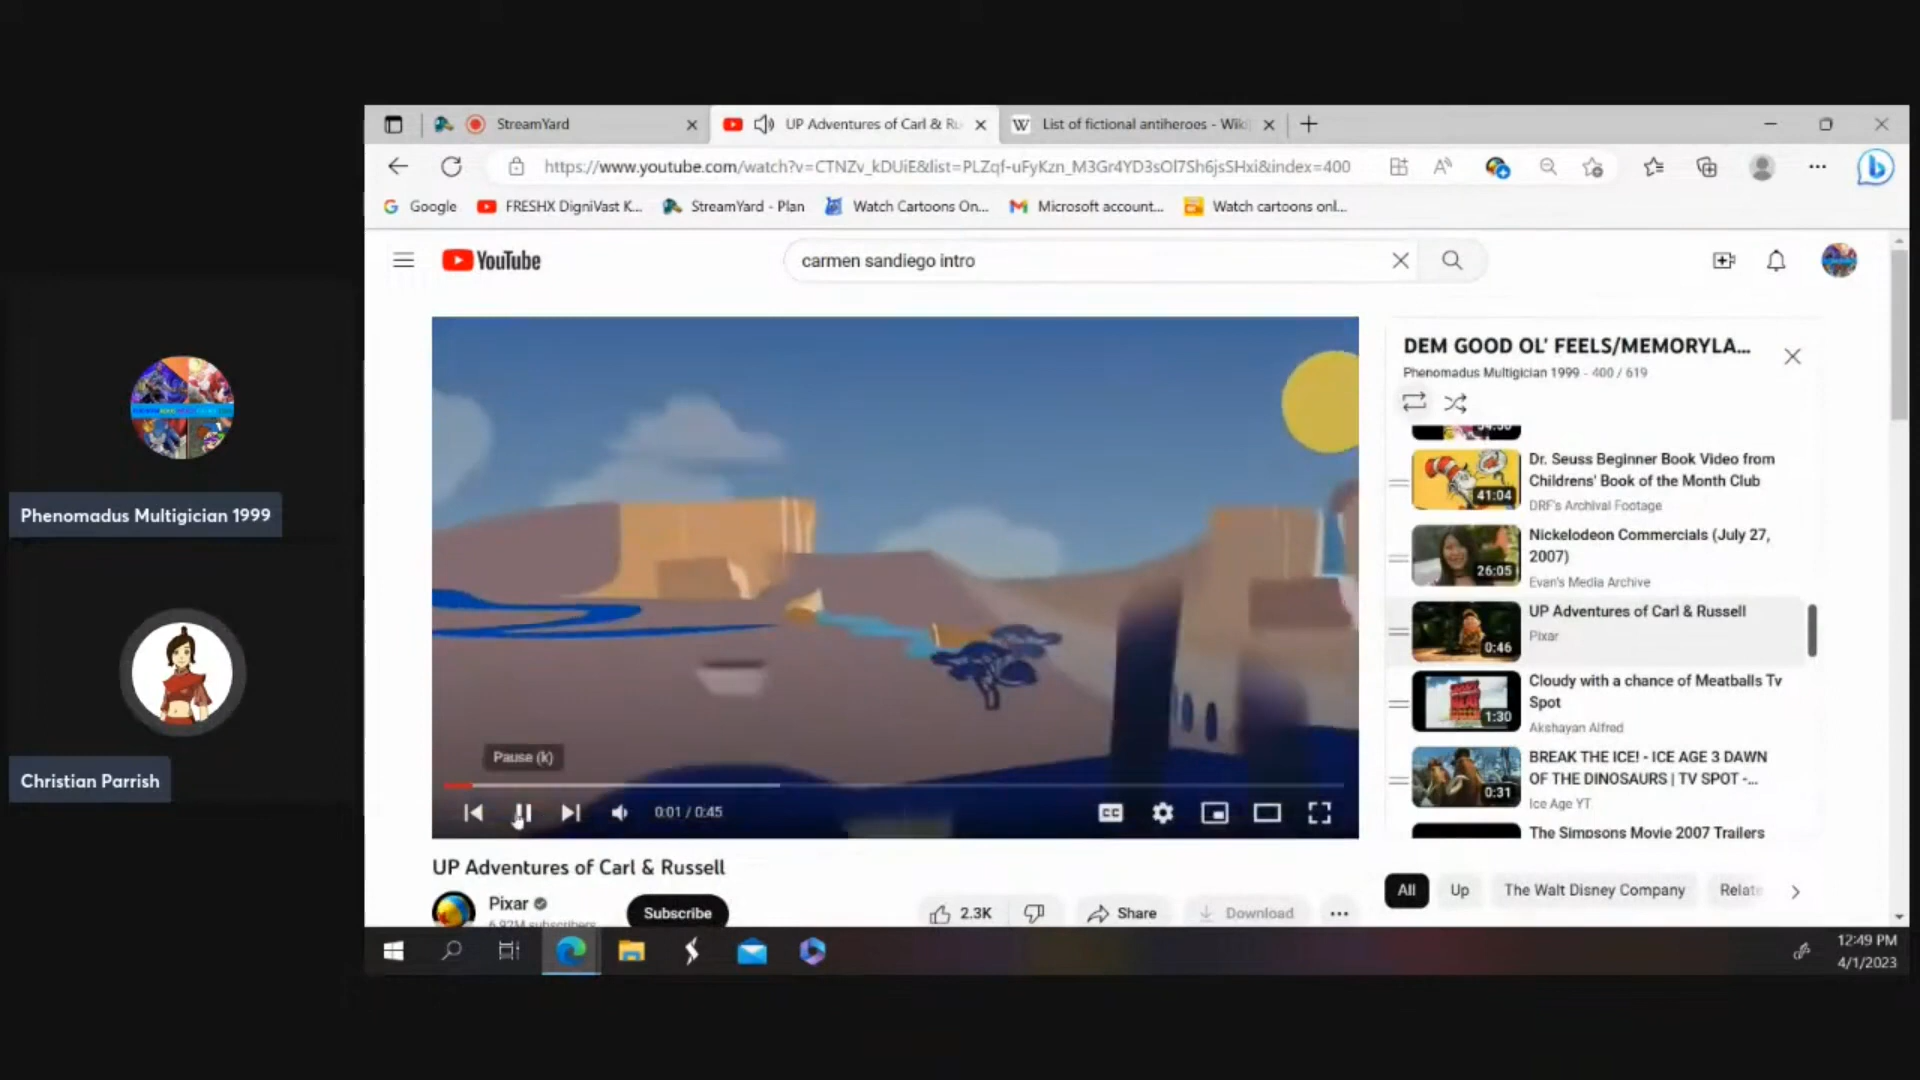 StreamYard
UP Adventures of Carl & Ru
List of fictional antiheroes - Wiki
https://www.youtube.com/watch?v=CTNZv_kDUiE&list=PLZqf-uFyKzn_M3Gr4YD3sOl7Sh6jsSHxi&index=400
Google
FRESHX DigniVast K...
StreamYard - Plan
Watch Cartoons On...
Microsoft account...
Watch cartoons onl...
YouTube
carmen sandiego intro
DEM GOOD OL' FEELS/MEMORYLA...
Phenomadus Multigician 1999 - 400 / 619
Dr. Seuss Beginner Book Video from
Childrens' Book of the Month Club
41:04
DRF's Archival Footage
Nickelodeon Commercials (July 27,
2007)
26:05
Evan's Media Archive
UP Adventures of Carl & Russell
Pixar
0:46
Cloudy with a chance of Meatballs Tv
Spot
1:30
Akshayan Alfred
BREAK THE ICE! - ICE AGE 3 DAWN
OF THE DINOSAURS | TV SPOT -...
0:31
Ice Age YT
The Simpsons Movie 2007 Trailers
Phenomadus Multigician 1999
Christian Parrish
Pause (k)
0:01 / 0:45
CC
UP Adventures of Carl & Russell
Pixar
6.92M subscribers
Subscribe
2.3K
Share
Download
All
Up
The Walt Disney Company
Relate
12:49 PM
4/1/2023